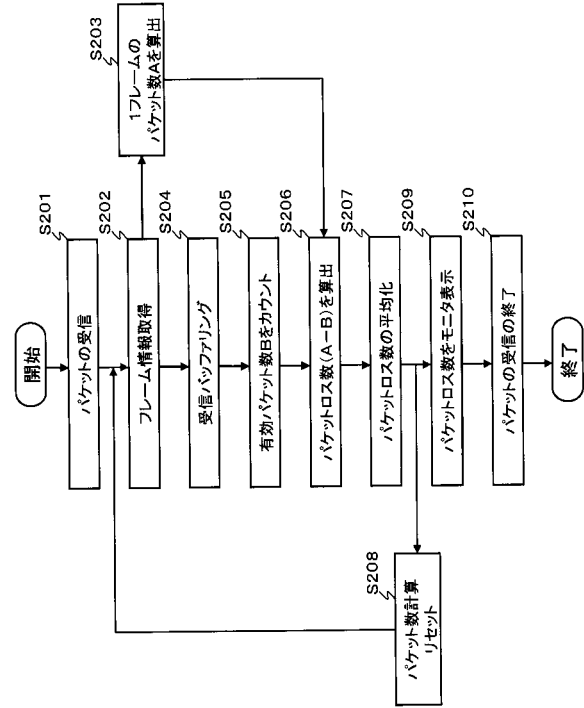 開始
S201
パケットの受信
S202
フレーム情報取得
S203
1フレームの
パケット数Aを算出
S204
受信バッファリング
S205
有効パケット数Bをカウント
S206
パケットロス数(A-B)を算出
S207
パケットロス数の平均化
S208
パケット数計算
リセット
S209
パケットロス数をモニタ表示
S210
パケットの受信の終了
終了